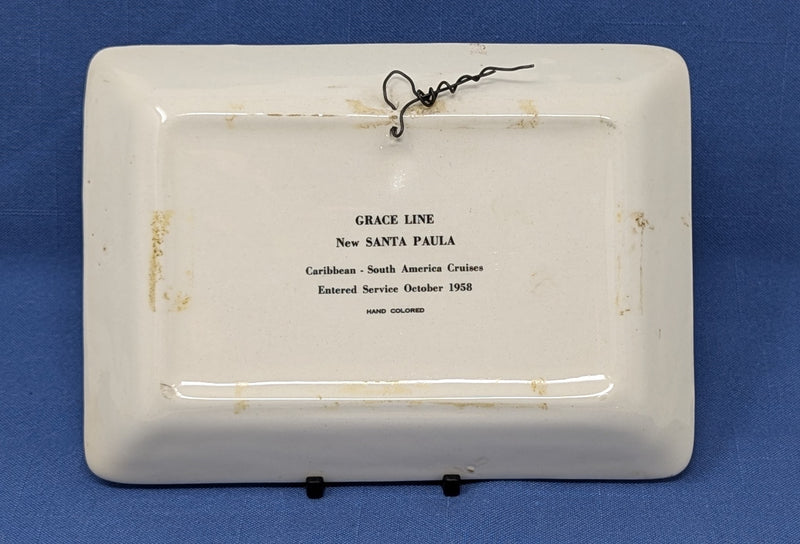 GRACE LINE
New SANTA PAULA
Caribbean - South America Cruises
Entered Service October 1958
HAND COLORED